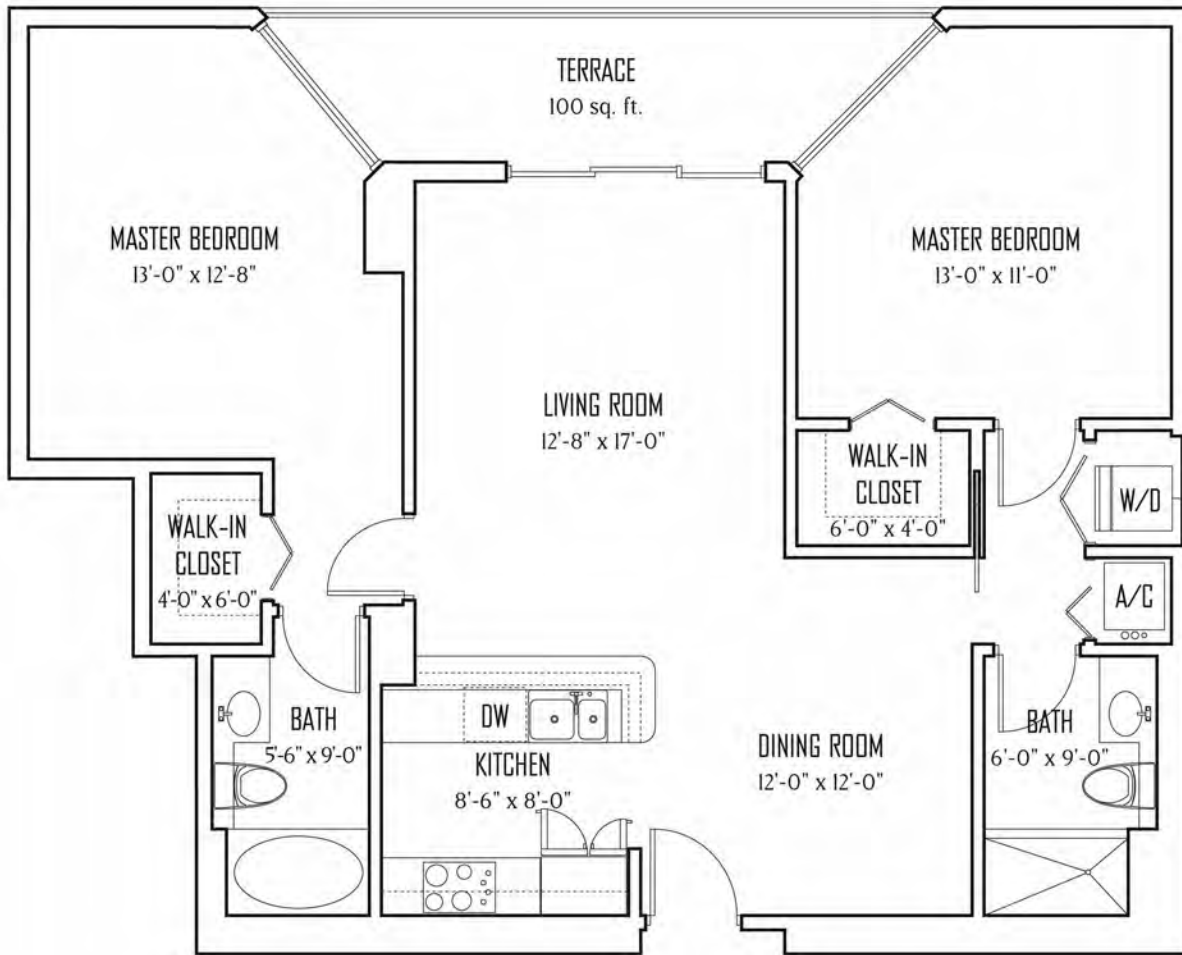 TERRACE
100 sq. ft.
MASTER BEDROOM
13'-0" x 12'-8"
MASTER BEDROOM
13'-0" x 11'-0"
LIVING ROOM
12'-8" x 17'-0"
WALK-IN
CLOSET
6'-0" x 4'-0"
W/D
WALK-IN
CLOSET
4'-0" x 6'-0"
A/C
BATH
5'-6" x 9'-0"
DW
KITCHEN
8'-6" x 8'-0"
DINING ROOM
12'-0" x 12'-0"
BATH
6'-0" x 9'-0"